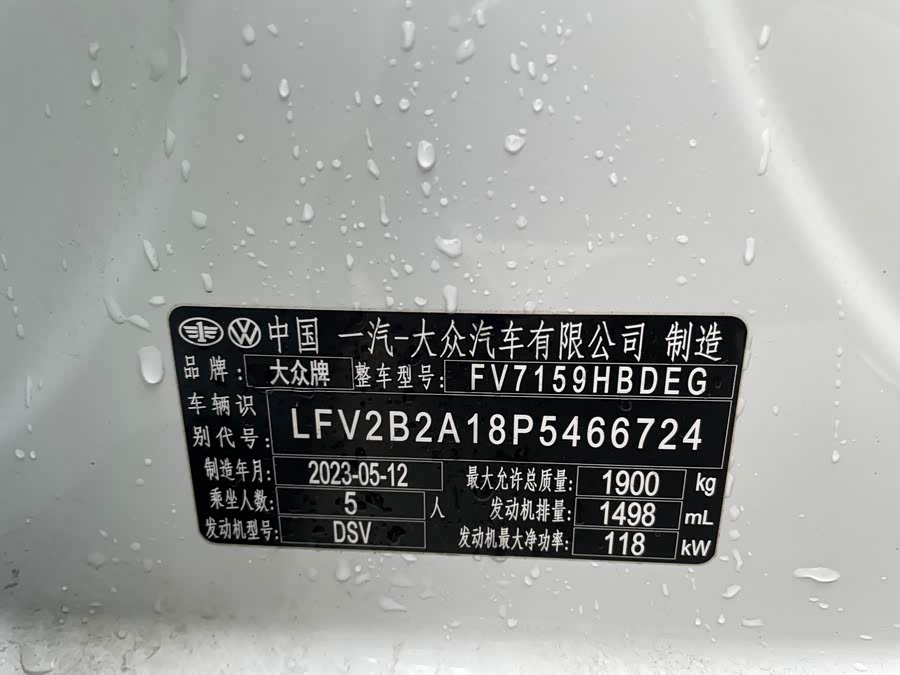 中国 一汽-大众汽车有限公司 制造
品牌: 大众牌 整车型号: FV7159HBDEG
车辆识别代号: LFV2B2A18P5466724
制造年月: 2023-05-12 最大允许总质量: 1900 kg
乘坐人数: 5 人 发动机排量: 1498 mL
发动机型号: DSV 发动机最大净功率: 118 kW